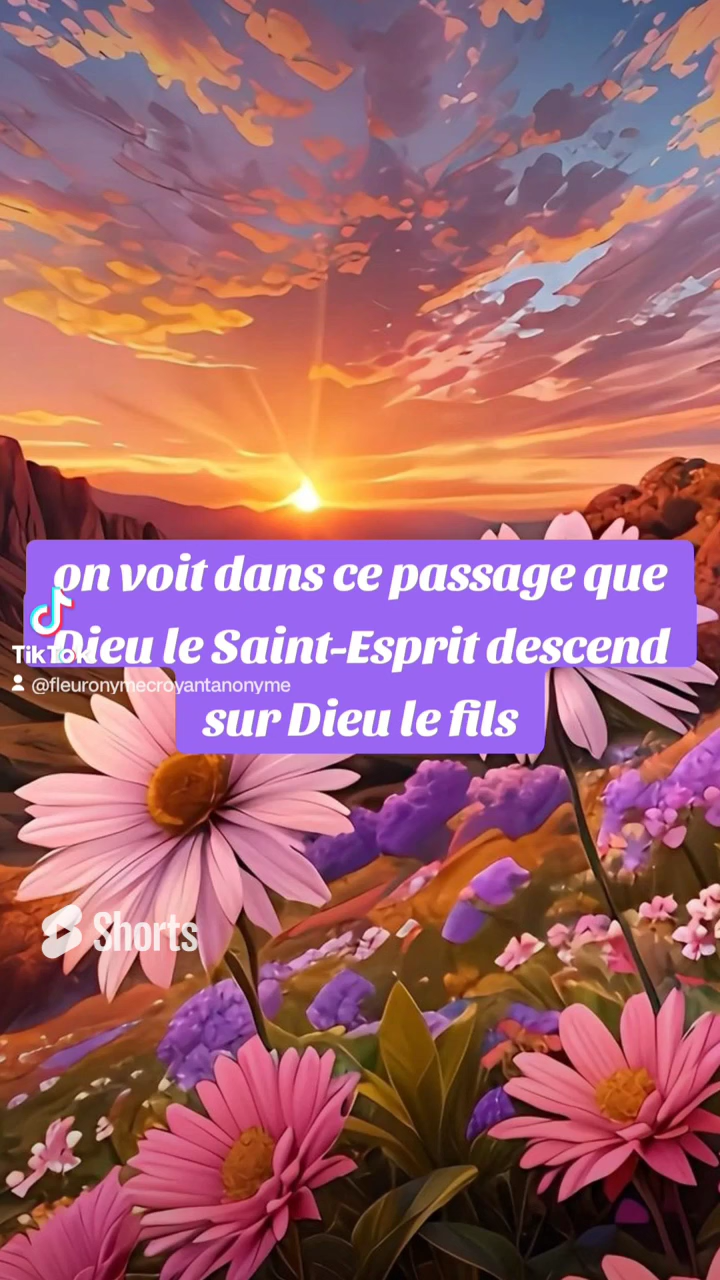 on voit dans ce passage que
Dieu le Saint-Esprit descend
sur Dieu le fils
TikTok
@fleuronymecroyantanonyme
Shorts